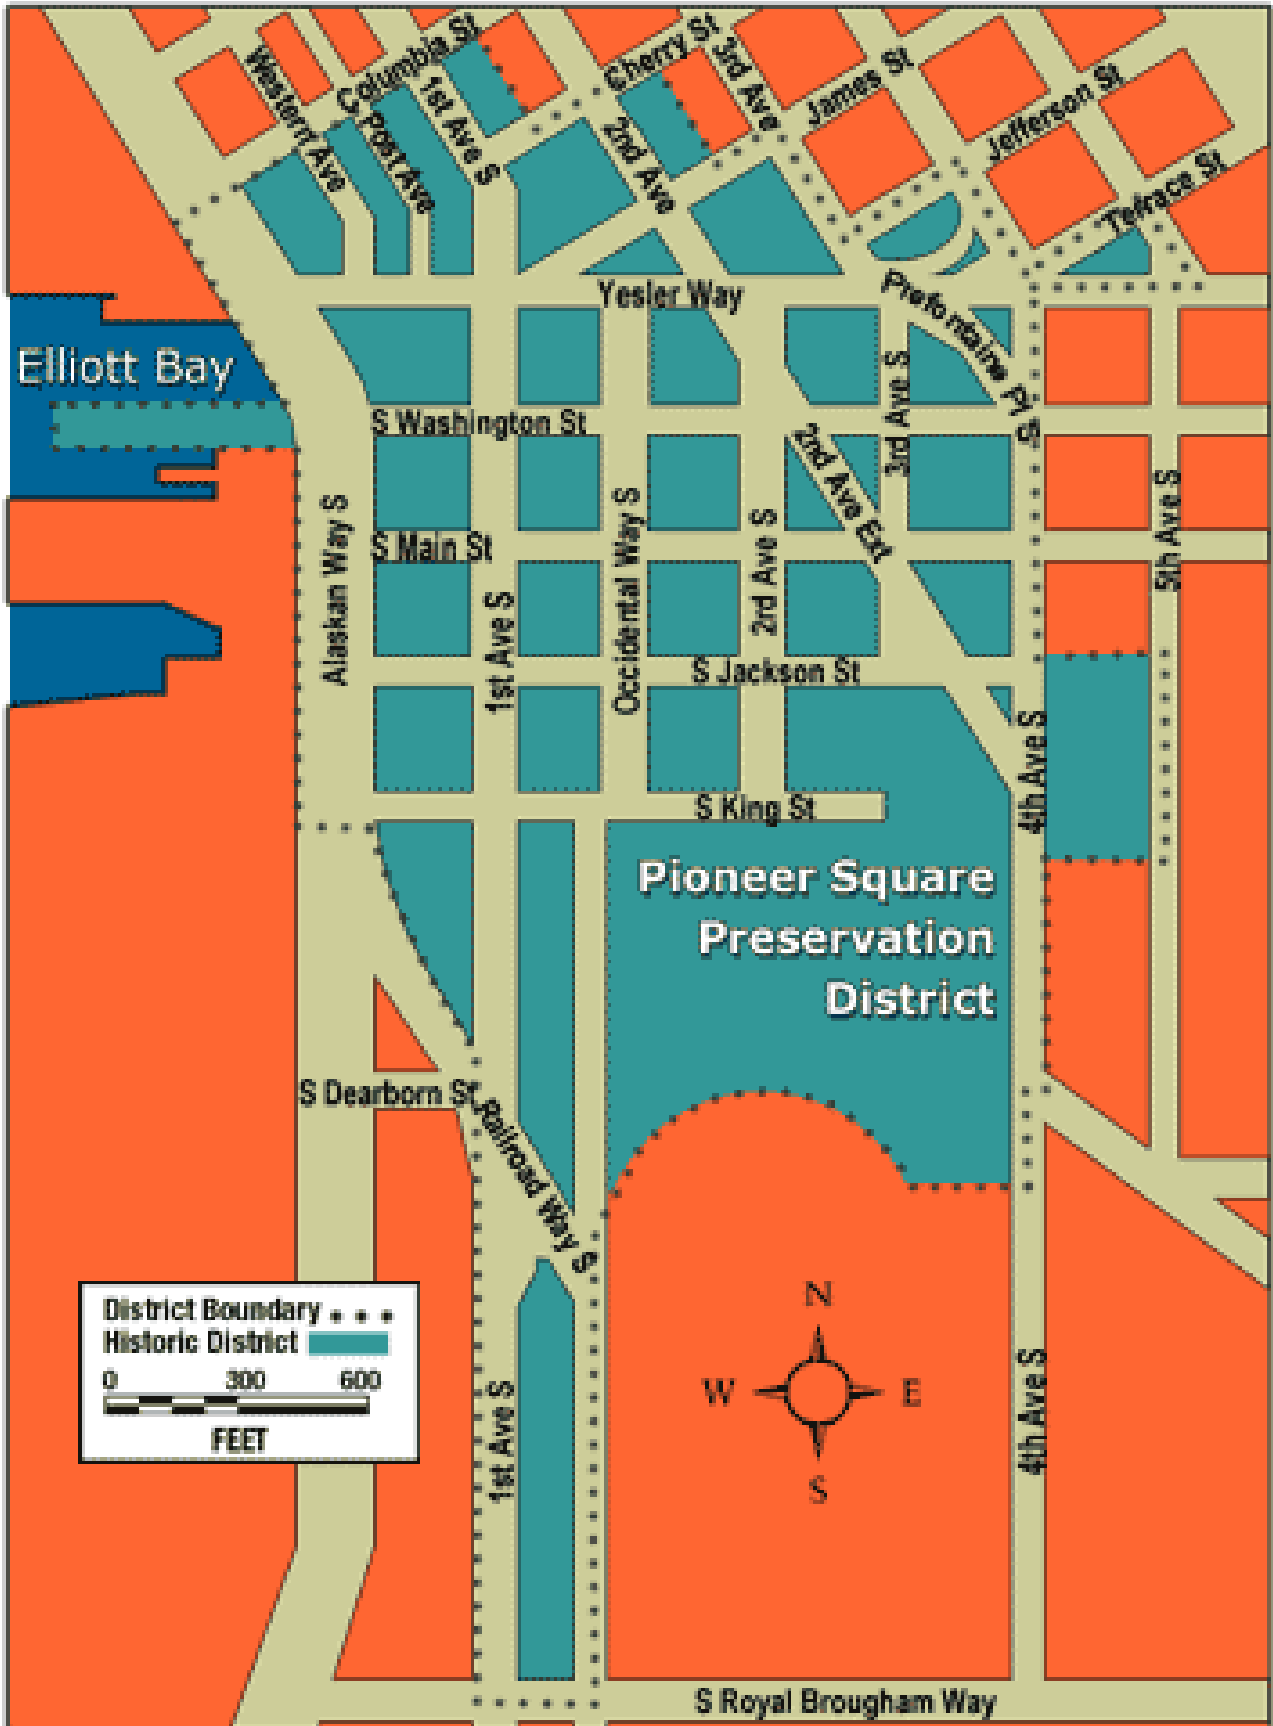 Columbia St
Cherry St
3rd Ave
James St
Jefferson St
Terrace St
Western Ave
Post Ave
1st Ave S
2nd Ave
Yesler Way
Prefontaine Pl S
Elliott Bay
S Washington St
3rd Ave S
2nd Ave Ext
S Main St
Alaskan Way S
1st Ave S
Occidental Way S
2rd Ave S
5th Ave S
S Jackson St
4th Ave S
S King St
Pioneer Square
Preservation
District
S Dearborn St
Railroad Way S
District Boundary
Historic District
0 300 600
FEET
N
W E
S
1st Ave S
4th Ave S
S Royal Brougham Way